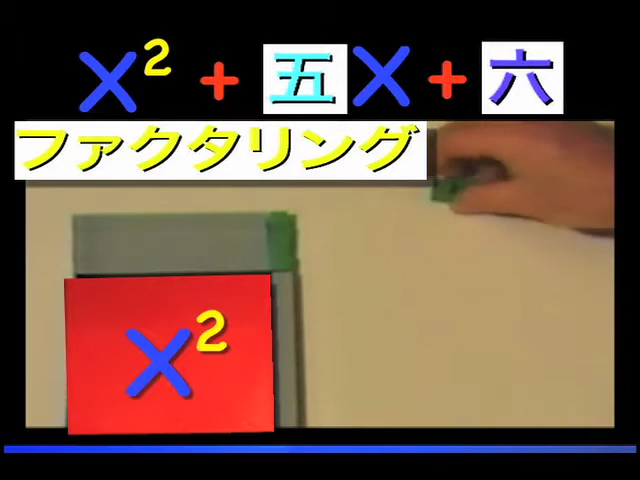 x² + 五x + 六
ファクタリング
x²